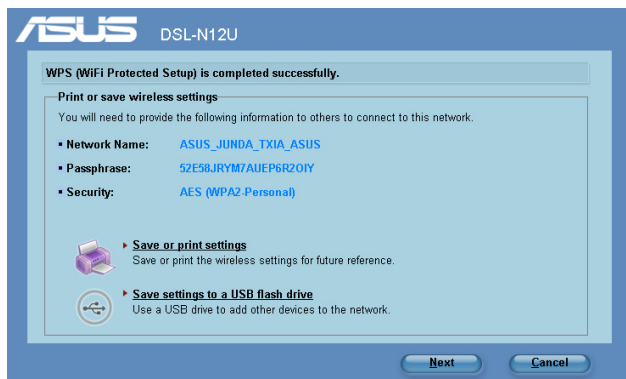 ASUS DSL-N12U
WPS (WiFi Protected Setup) is completed successfully.
Print or save wireless settings
You will need to provide the following information to others to connect to this network.
Network Name: ASUS_JUNDA_TXIA_ASUS
Passphrase: 52E58JRYM7AUEP6R2OIY
Security: AES (WPA2-Personal)
Save or print settings
Save or print the wireless settings for future reference.
Save settings to a USB flash drive
Use a USB drive to add other devices to the network.
Next Cancel